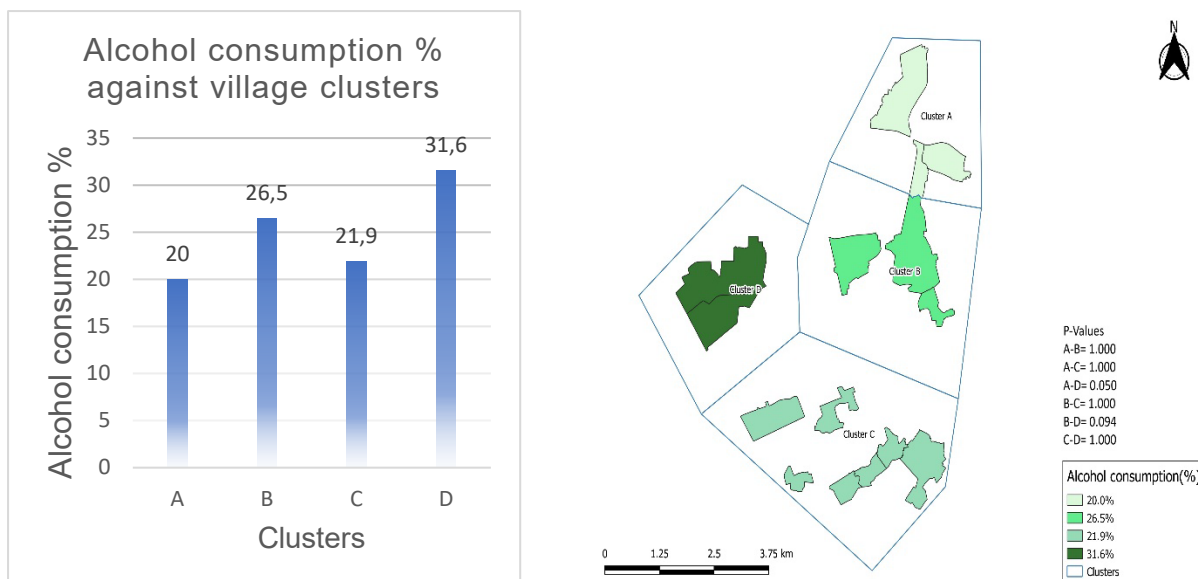 Alcohol consumption %
against village clusters
Alcohol consumption %
35
30
25
20
15
10
5
0
20
26,5
21,9
31,6
A B C D
Clusters
N
Cluster A
Cluster B
Cluster D
Cluster C
P-Values
A-B= 1.000
A-C= 1.000
A-D= 0.050
B-C= 1.000
B-D= 0.094
C-D= 1.000
Alcohol consumption(%)
20.0%
26.5%
21.9%
31.6%
Clusters
0 1.25 2.5 3.75 km